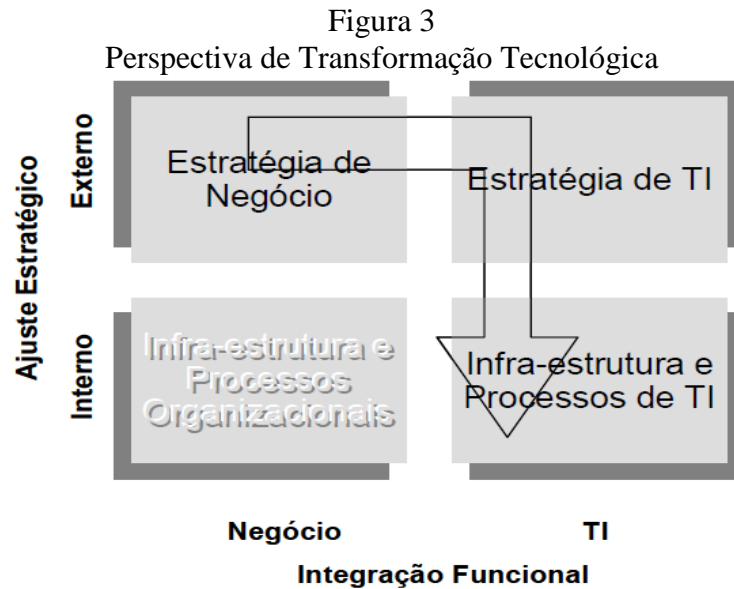 Figura 3
Perspectiva de Transformação Tecnológica
Ajuste Estratégico
Externo
Estratégia de
Negócio
Estratégia de TI
Interno
Infra-estrutura e
Processos
Organizacionais
Infra-estrutura e
Processos de TI
Negócio
TI
Integração Funcional